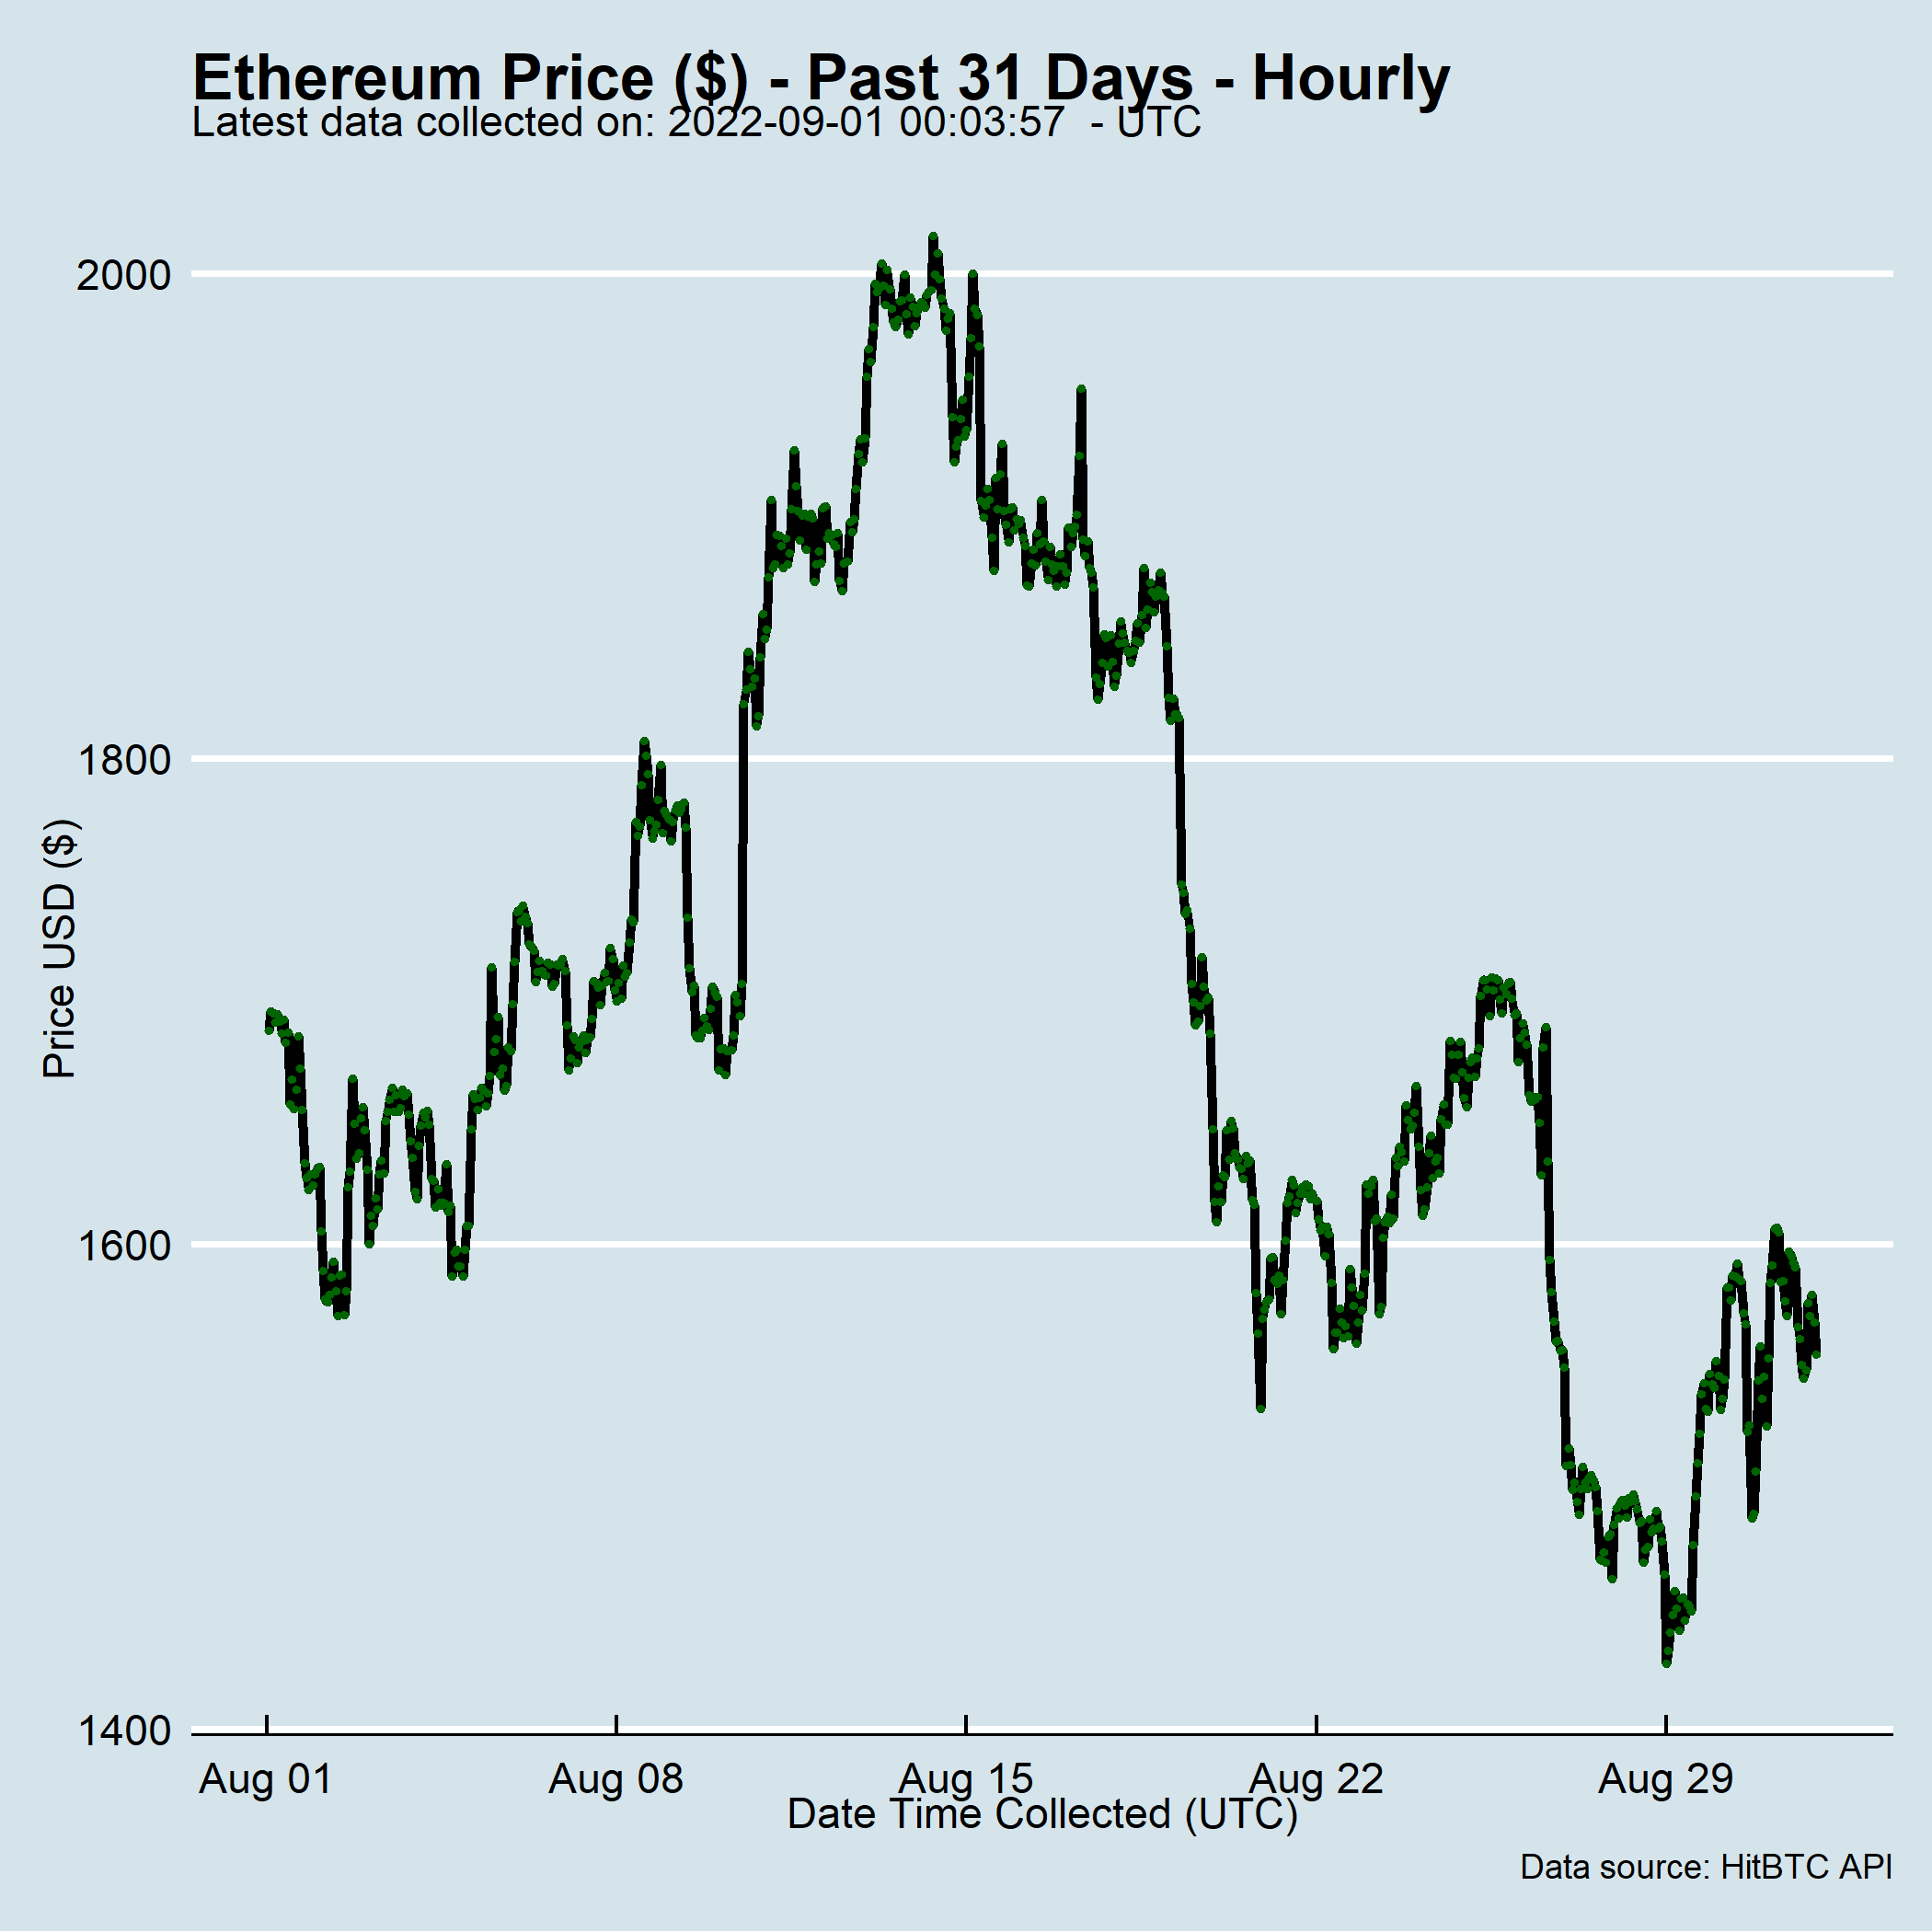 Ethereum Price ($) - Past 31 Days - Hourly
Latest data collected on: 2022-09-01 00:03:57  - UTC
2000
1800
1600
1400
Price USD ($)
Aug 01
Aug 08
Aug 15
Aug 22
Aug 29
Date Time Collected (UTC)
Data source: HitBTC API